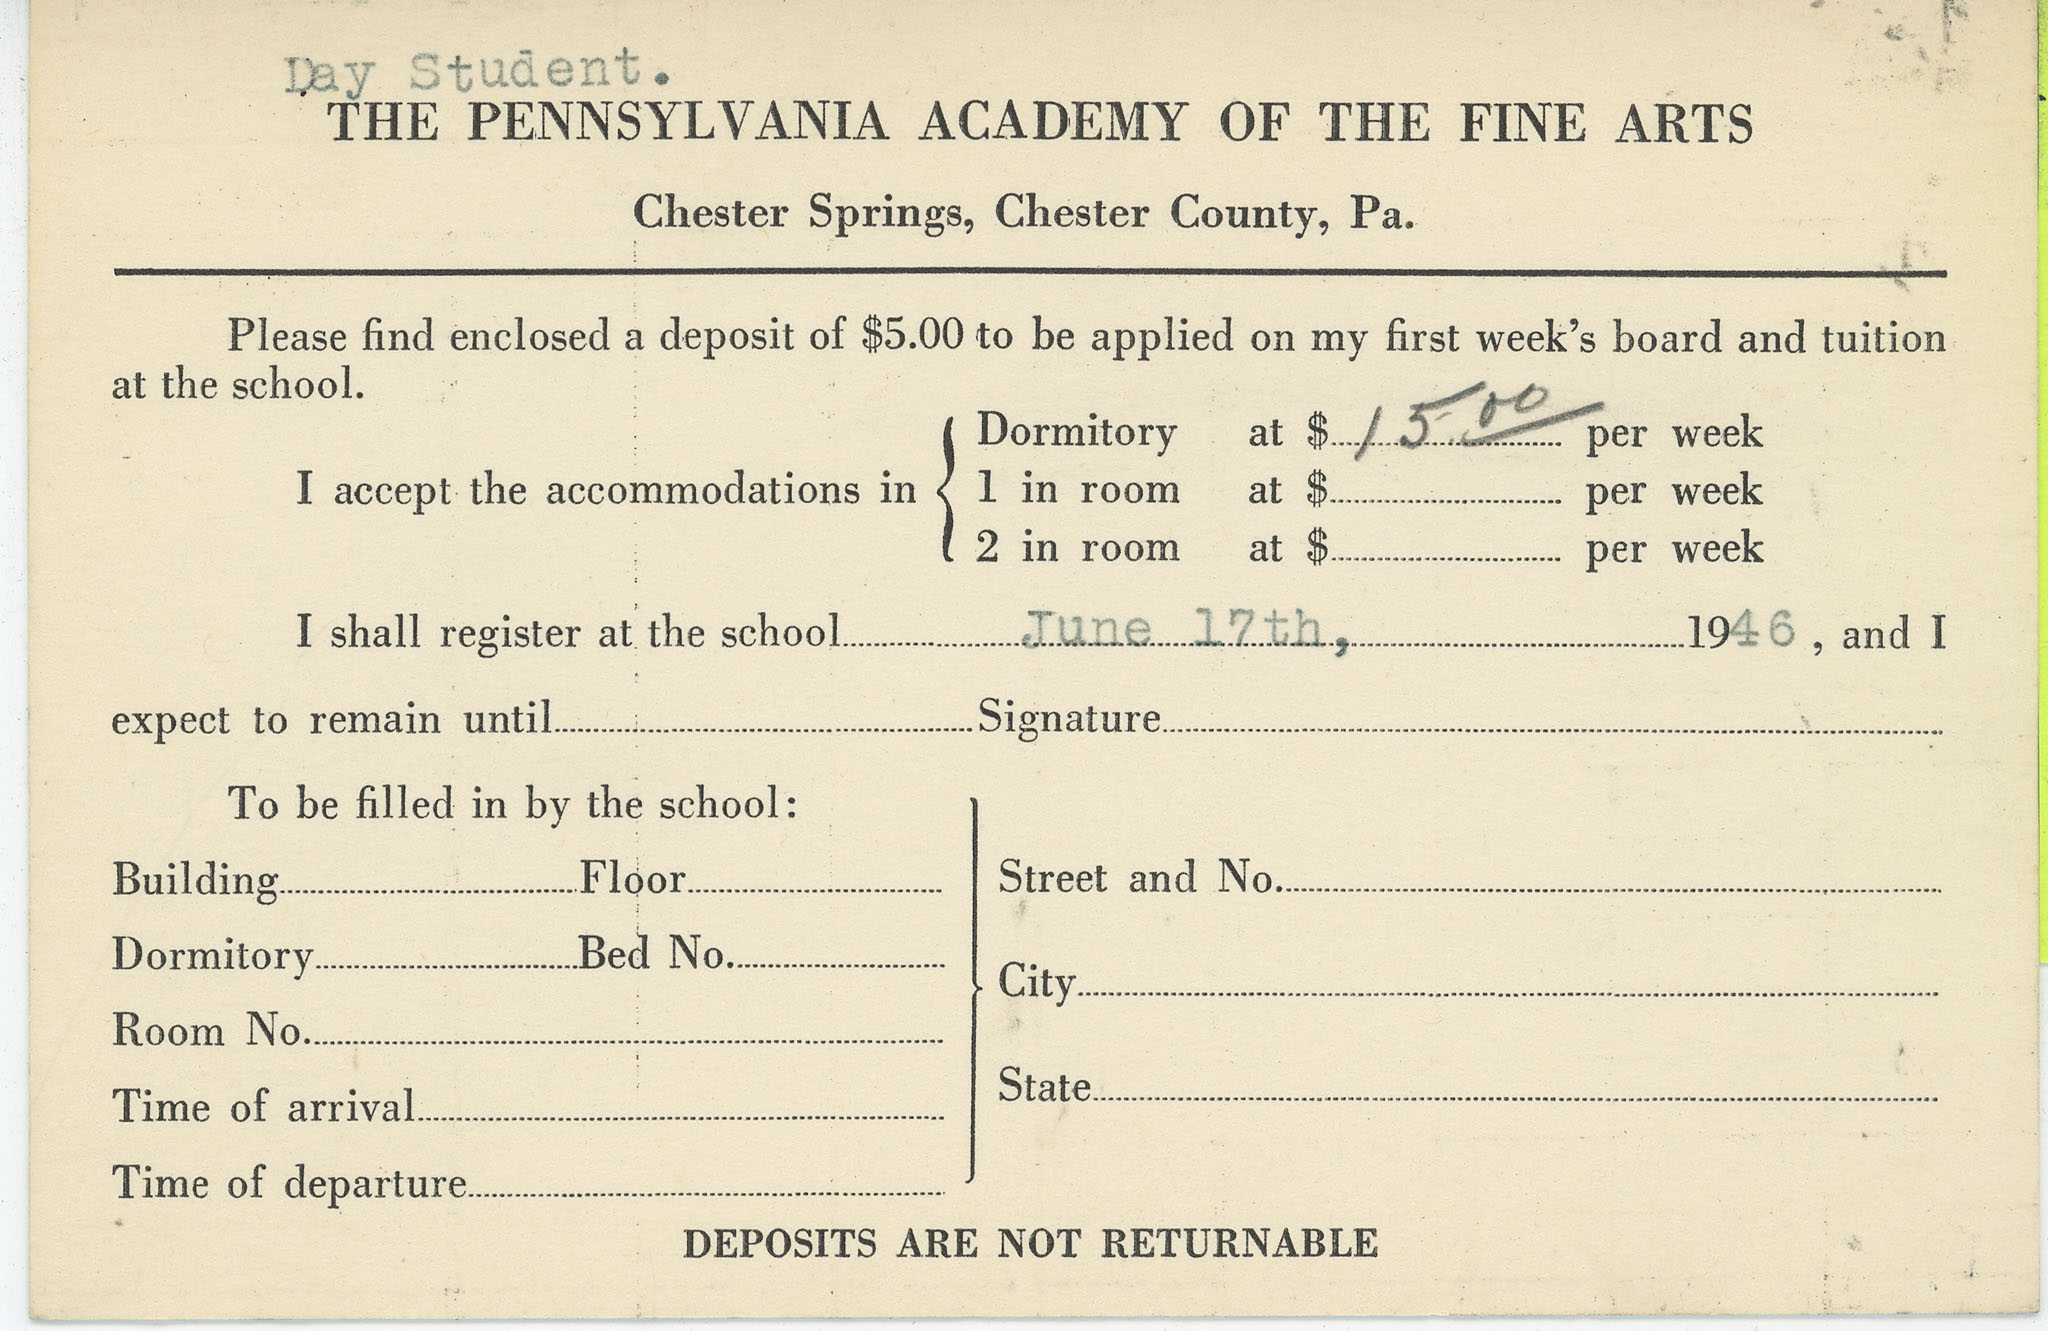 Day Student.
THE PENNSYLVANIA ACADEMY OF THE FINE ARTS
Chester Springs, Chester County, Pa.
Please find enclosed a deposit of $5.00 to be applied on my first week's board and tuition
at the school.
Dormitory at $ 15.00 per week
I accept the accommodations in 1 in room at $ per week
2 in room at $ per week
I shall register at the school June 17th, 1946, and I
expect to remain until Signature
To be filled in by the school:
Building Floor Street and No.
Dormitory Bed No.
City
Room No.
State
Time of arrival
Time of departure
DEPOSITS ARE NOT RETURNABLE